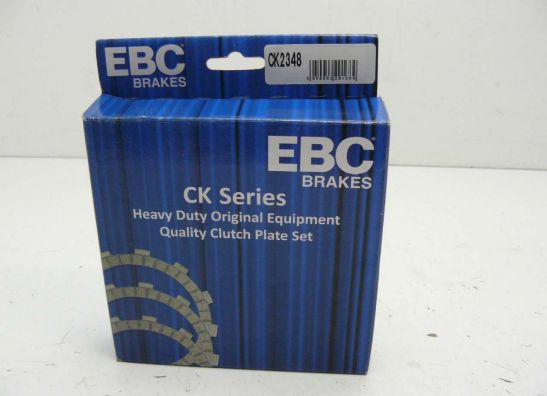 EBC
BRAKES
CK2348
EBC
BRAKES
CK Series
Heavy Duty Original Equipment
Quality Clutch Plate Set